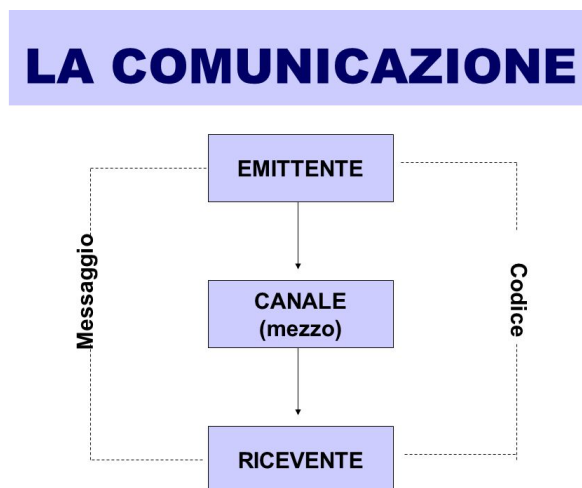 LA COMUNICAZIONE
EMITTENTE
Messaggio
Codice
CANALE
(mezzo)
RICEVENTE